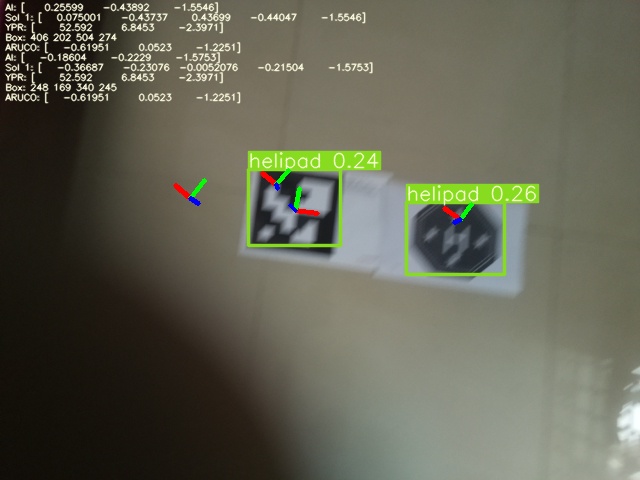 AI: [ 0.25599 -0.43892 -1.5546]
Sol 1: [ 0.075001 -0.43737 0.43699 -0.44047 -1.5546]
YPR: [ 52.592 6.8453 -2.3971]
Box: 406 202 504 274
ARUCO: [ -0.61951 0.0523 -1.2251]
AI: [ -0.18604 -0.2229 -1.5753]
Sol 1: [ -0.36687 -0.23076 -0.0052076 -0.21504 -1.5753]
YPR: [ 52.592 6.8453 -2.3971]
Box: 248 169 340 245
ARUCO: [ -0.61951 0.0523 -1.2251]
helipad 0.24
helipad 0.26